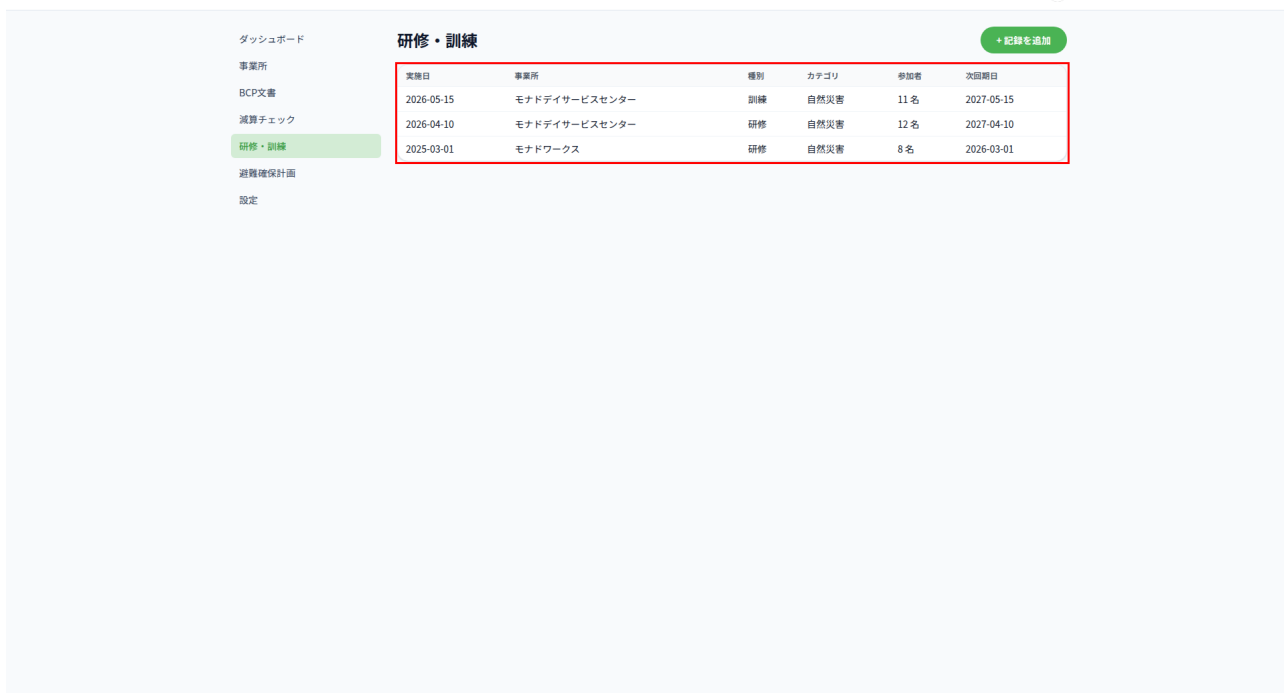 ダッシュボード
事業所
BCP文書
減算チェック
研修・訓練
避難確保計画
設定
研修・訓練
+ 記録を追加
実施日 事業所 種別 カテゴリ 参加者 次回期日
2026-05-15 モナドデイサービスセンター 訓練 自然災害 11 名 2027-05-15
2026-04-10 モナドデイサービスセンター 研修 自然災害 12 名 2027-04-10
2025-03-01 モナドワークス 研修 自然災害 8 名 2026-03-01